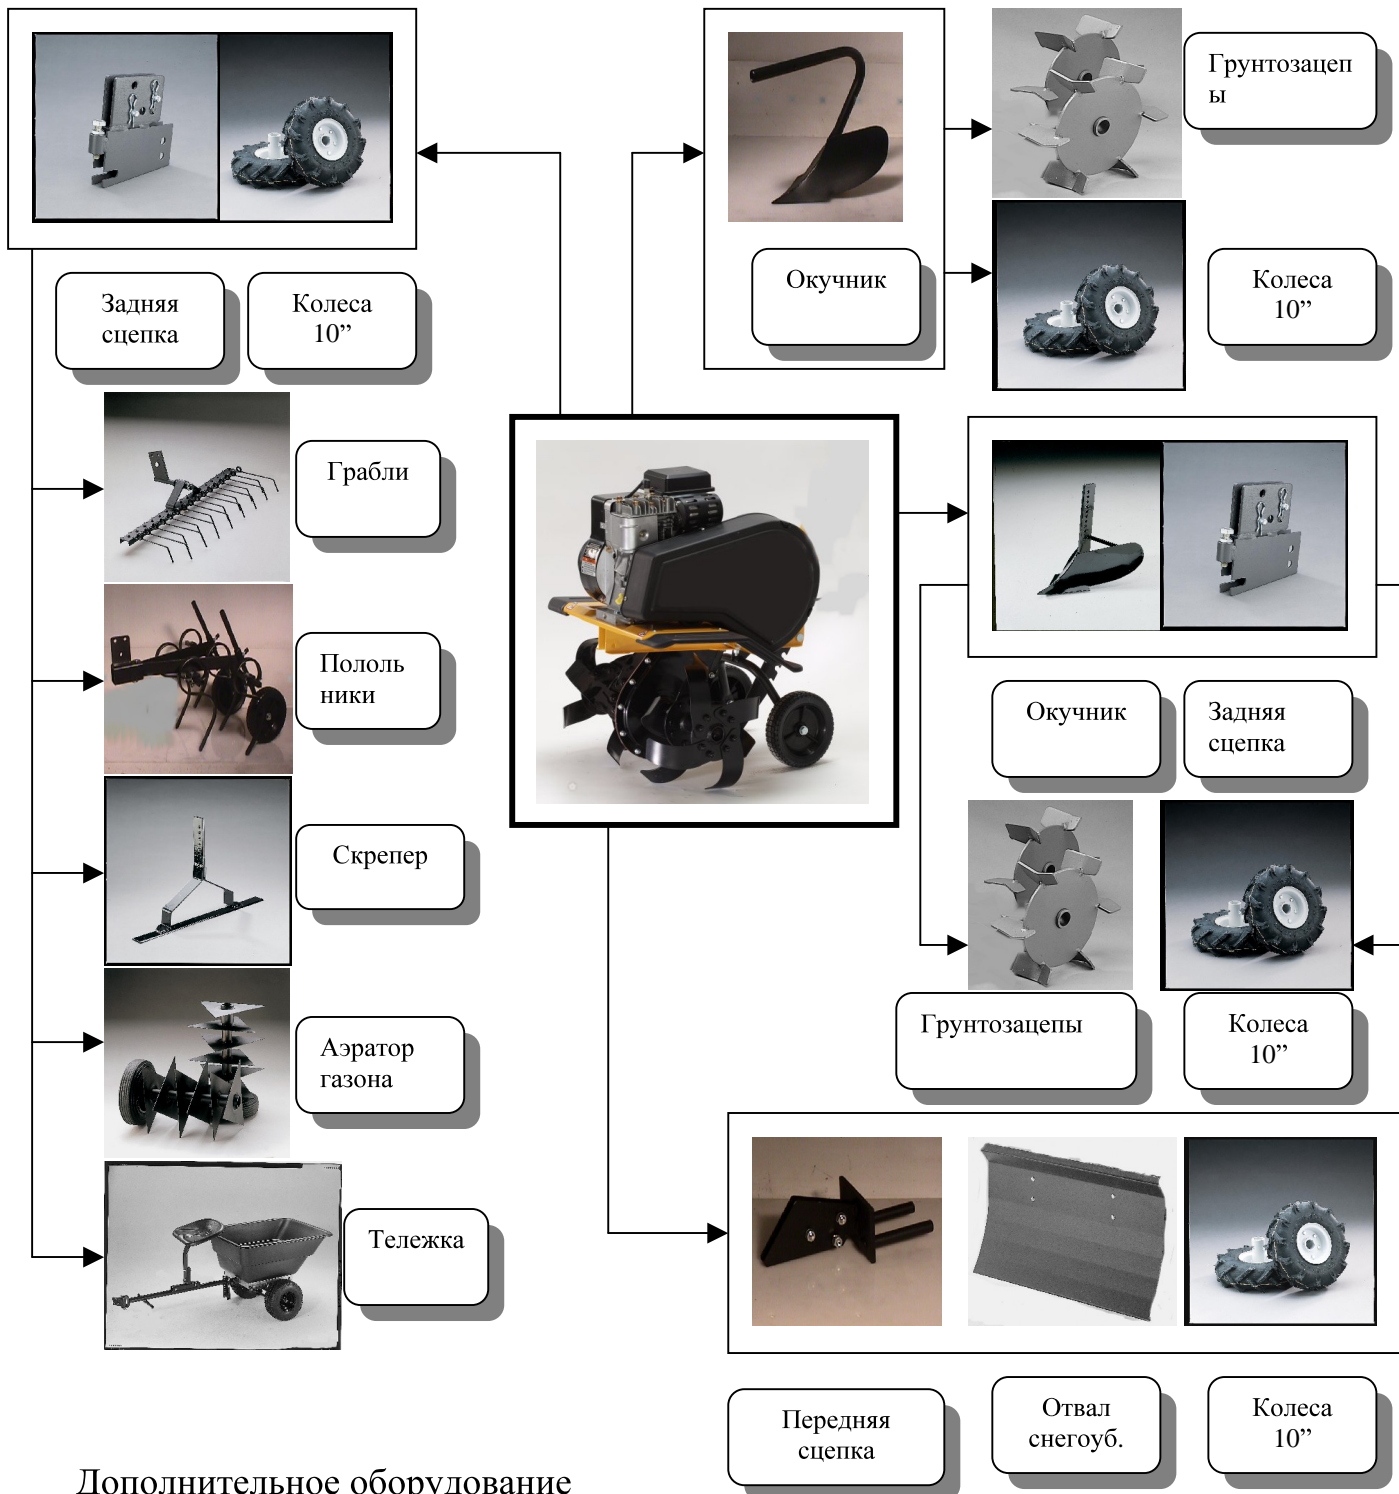 Грунтозацеп
ы
Окучник
Колеса
10”
Задняя
сцепка
Колеса
10”
Грабли
Пололь
ники
Скрепер
Аэратор
газона
Тележка
Окучник
Задняя
сцепка
Грунтозацепы
Колеса
10”
Передняя
сцепка
Отвал
снегоуб.
Колеса
10”
Дополнительное оборудование